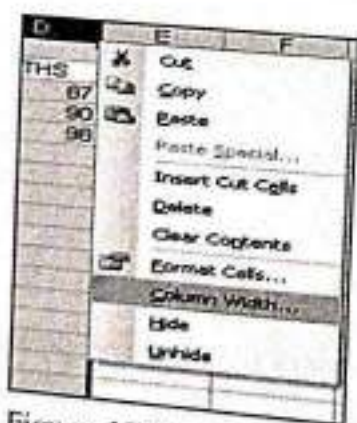 D E F
THS
87
90
98
Cut
Copy
Paste
Paste Special...
Insert Cut Cells
Delete
Clear Contents
Format Cells...
Column Width...
Hide
Unhide